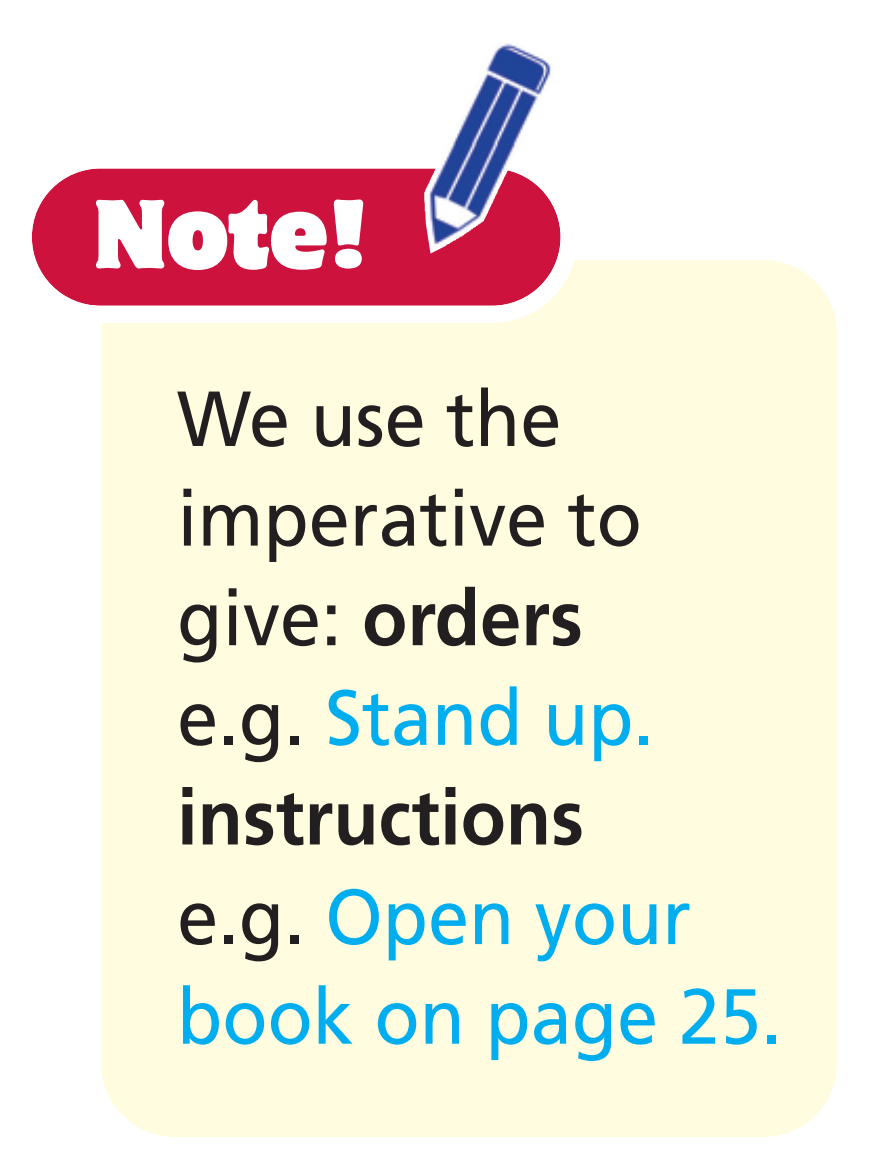 Note!
We use the
imperative to
give: orders
e.g. Stand up.
instructions
e.g. Open your
book on page 25.